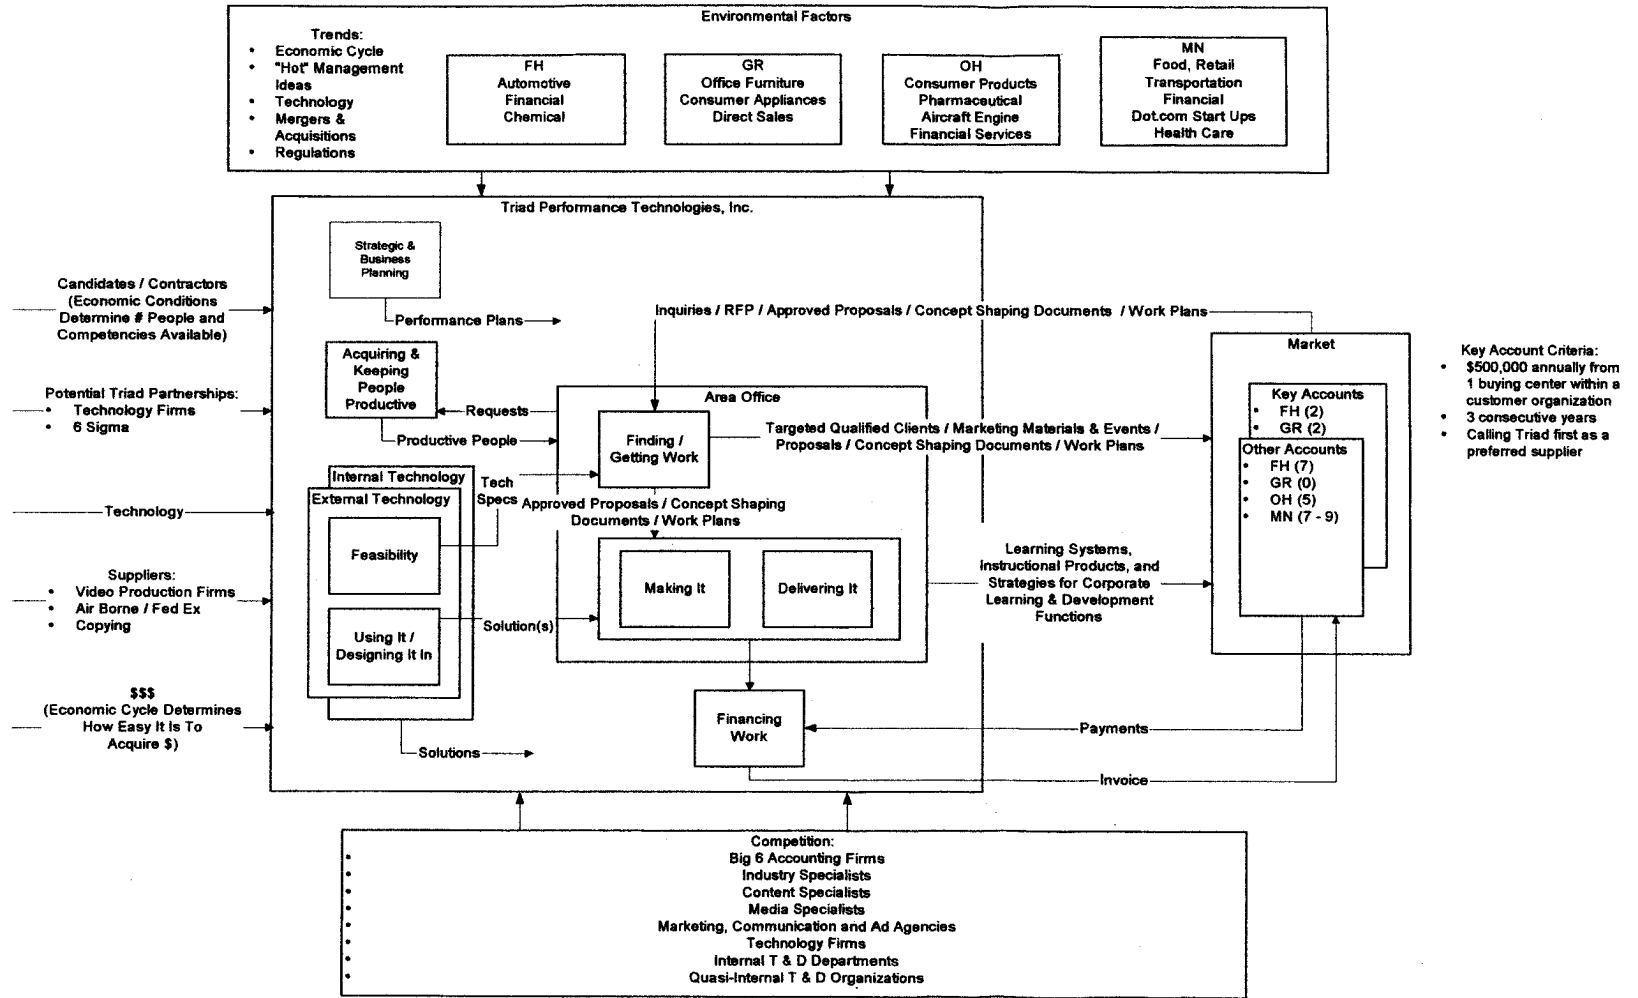 Environmental Factors
Trends:
• Economic Cycle
• "Hot" Management
Ideas
• Technology
• Mergers &
Acquisitions
• Regulations
FH
Automotive
Financial
Chemical
GR
Office Furniture
Consumer Appliances
Direct Sales
OH
Consumer Products
Pharmaceutical
Aircraft Engine
Financial Services
MN
Food, Retail
Transportation
Financial
Dot.com Start Ups
Health Care
Triad Performance Technologies, Inc.
Strategic &
Business
Planning
Performance Plans
Candidates / Contractors
(Economic Conditions
Determine # People and
Competencies Available)
Potential Triad Partnerships:
• Technology Firms
• 6 Sigma
Technology
Suppliers:
• Video Production Firms
• Air Borne / Fed Ex
• Copying
$$$
(Economic Cycle Determines
How Easy It Is To
Acquire $)
Acquiring &
Keeping
People
Productive
Requests
Productive People
Internal Technology
External Technology
Feasibility
Using It /
Designing It In
Tech
Specs
Solution(s)
Solutions
Inquiries / RFP / Approved Proposals / Concept Shaping Documents / Work Plans
Area Office
Finding /
Getting Work
Targeted Qualified Clients / Marketing Materials & Events /
Proposals / Concept Shaping Documents / Work Plans
Approved Proposals / Concept Shaping
Documents / Work Plans
Making It
Delivering It
Learning Systems,
Instructional Products, and
Strategies for Corporate
Learning & Development
Functions
Financing
Work
Payments
Invoice
Market
Key Accounts
• FH (2)
• GR (2)
Other Accounts
• FH (7)
• GR (0)
• OH (5)
• MN (7 - 9)
Key Account Criteria:
• $500,000 annually from
1 buying center within a
customer organization
• 3 consecutive years
• Calling Triad first as a
preferred supplier
Competition:
• Big 6 Accounting Firms
• Industry Specialists
• Content Specialists
• Media Specialists
• Marketing, Communication and Ad Agencies
• Technology Firms
• Internal T & D Departments
• Quasi-Internal T & D Organizations